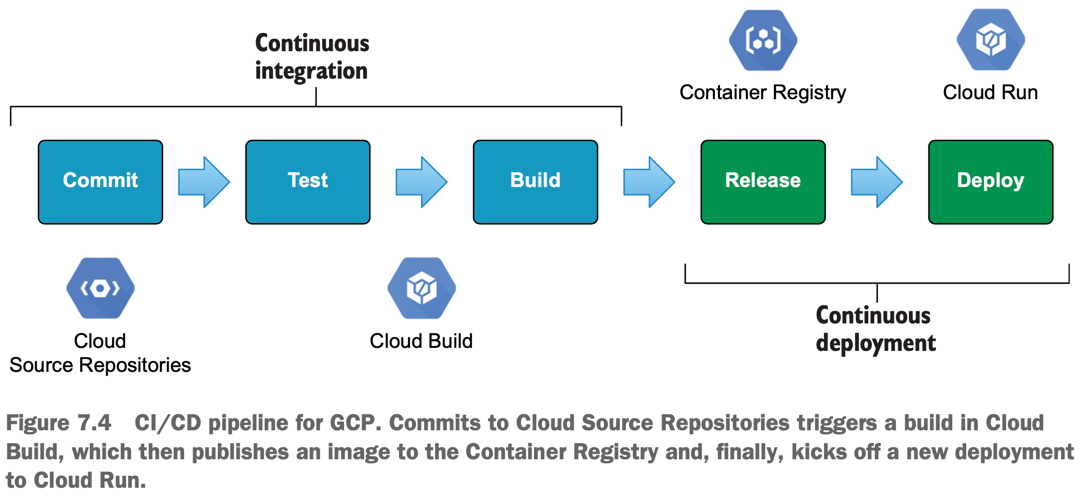 Continuous
integration
Container Registry
Cloud Run
Commit
Test
Build
Release
Deploy
Cloud
Source Repositories
Cloud Build
Continuous
deployment
Figure 7.4 CI/CD pipeline for GCP. Commits to Cloud Source Repositories triggers a build in Cloud
Build, which then publishes an image to the Container Registry and, finally, kicks off a new deployment
to Cloud Run.